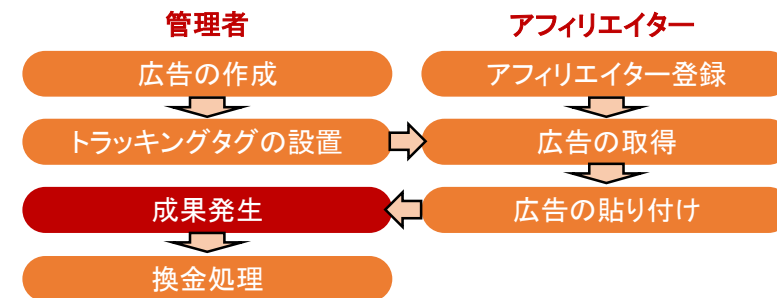 管理者
アフィリエイター
広告の作成
アフィリエイター登録
トラッキングタグの設置
広告の取得
成果発生
広告の貼り付け
換金処理